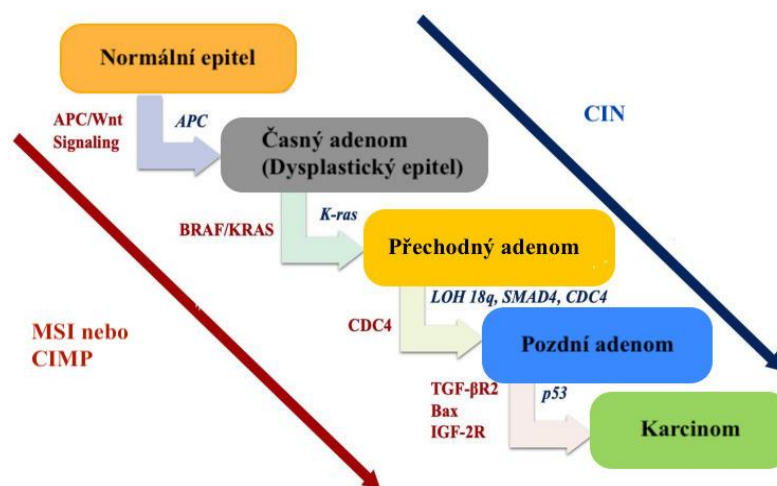 Normální epitel
CIN
APC/Wnt
Signaling
APC
Časný adenom
(Dysplastický epitel)
BRAF/KRAS
K-ras
Přechodný adenom
MSI nebo
CIMP
CDC4
LOH 18q, SMAD4, CDC4
Pozdní adenom
TGF-βR2
Bax
IGF-2R
p53
Karcinom